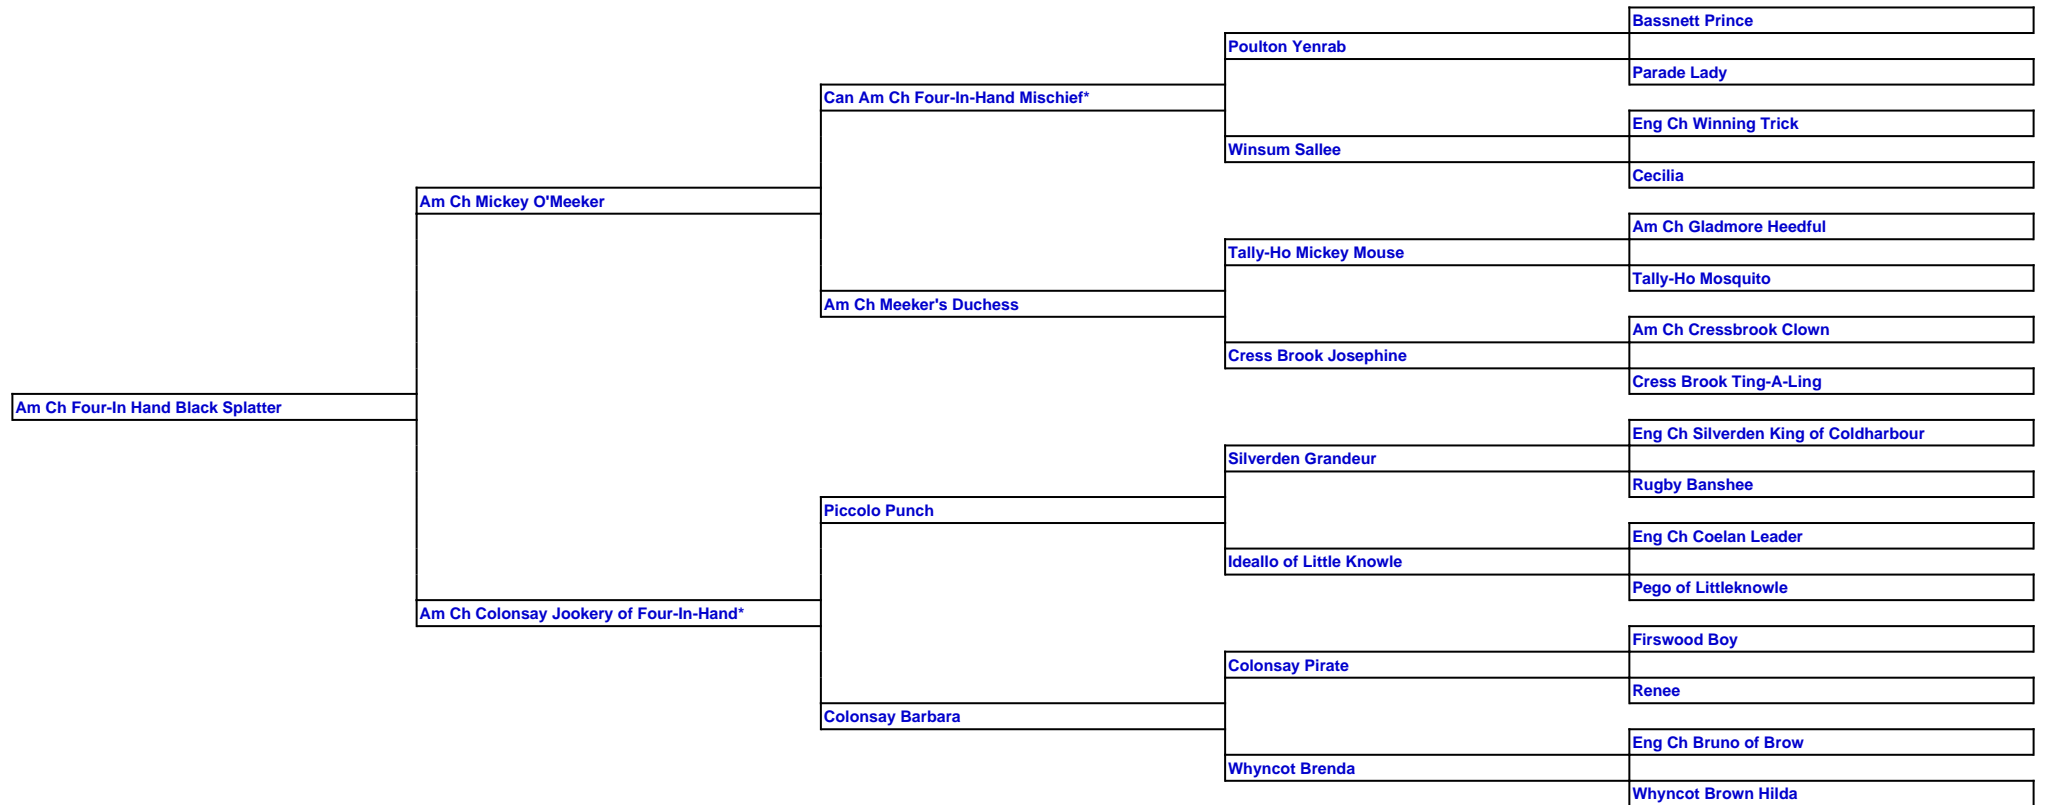 Bassnett Prince
Poulton Yenrab
Parade Lady
Can Am Ch Four-In-Hand Mischief*
Eng Ch Winning Trick
Winsum Sallee
Cecilia
Am Ch Mickey O'Meeker
Am Ch Gladmore Heedful
Tally-Ho Mickey Mouse
Tally-Ho Mosquito
Am Ch Meeker's Duchess
Am Ch Cressbrook Clown
Cress Brook Josephine
Cress Brook Ting-A-Ling
Am Ch Four-In Hand Black Splatter
Eng Ch Silverden King of Coldharbour
Silverden Grandeur
Rugby Banshee
Piccolo Punch
Eng Ch Coelan Leader
Ideallo of Little Knowle
Pego of Littleknowle
Am Ch Colonsay Jookery of Four-In-Hand*
Firswood Boy
Colonsay Pirate
Renee
Colonsay Barbara
Eng Ch Bruno of Brow
Whyncot Brenda
Whyncot Brown Hilda